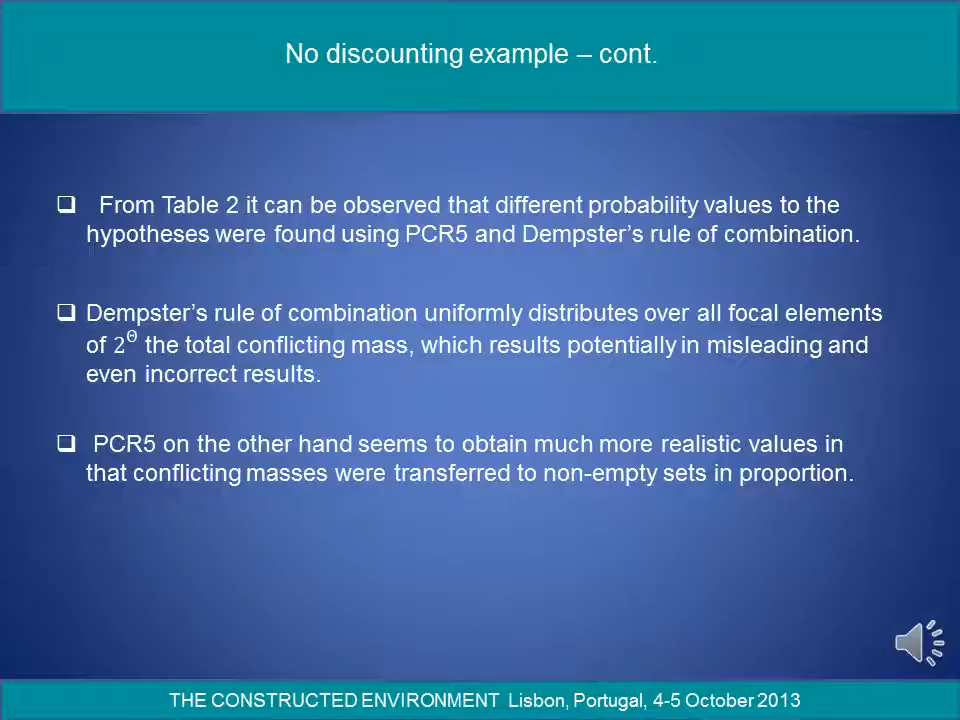 No discounting example – cont.
❑ From Table 2 it can be observed that different probability values to the
hypotheses were found using PCR5 and Dempster’s rule of combination.
❑ Dempster’s rule of combination uniformly distributes over all focal elements
of 2^Θ the total conflicting mass, which results potentially in misleading and
even incorrect results.
❑ PCR5 on the other hand seems to obtain much more realistic values in
that conflicting masses were transferred to non-empty sets in proportion.
THE CONSTRUCTED ENVIRONMENT Lisbon, Portugal, 4-5 October 2013